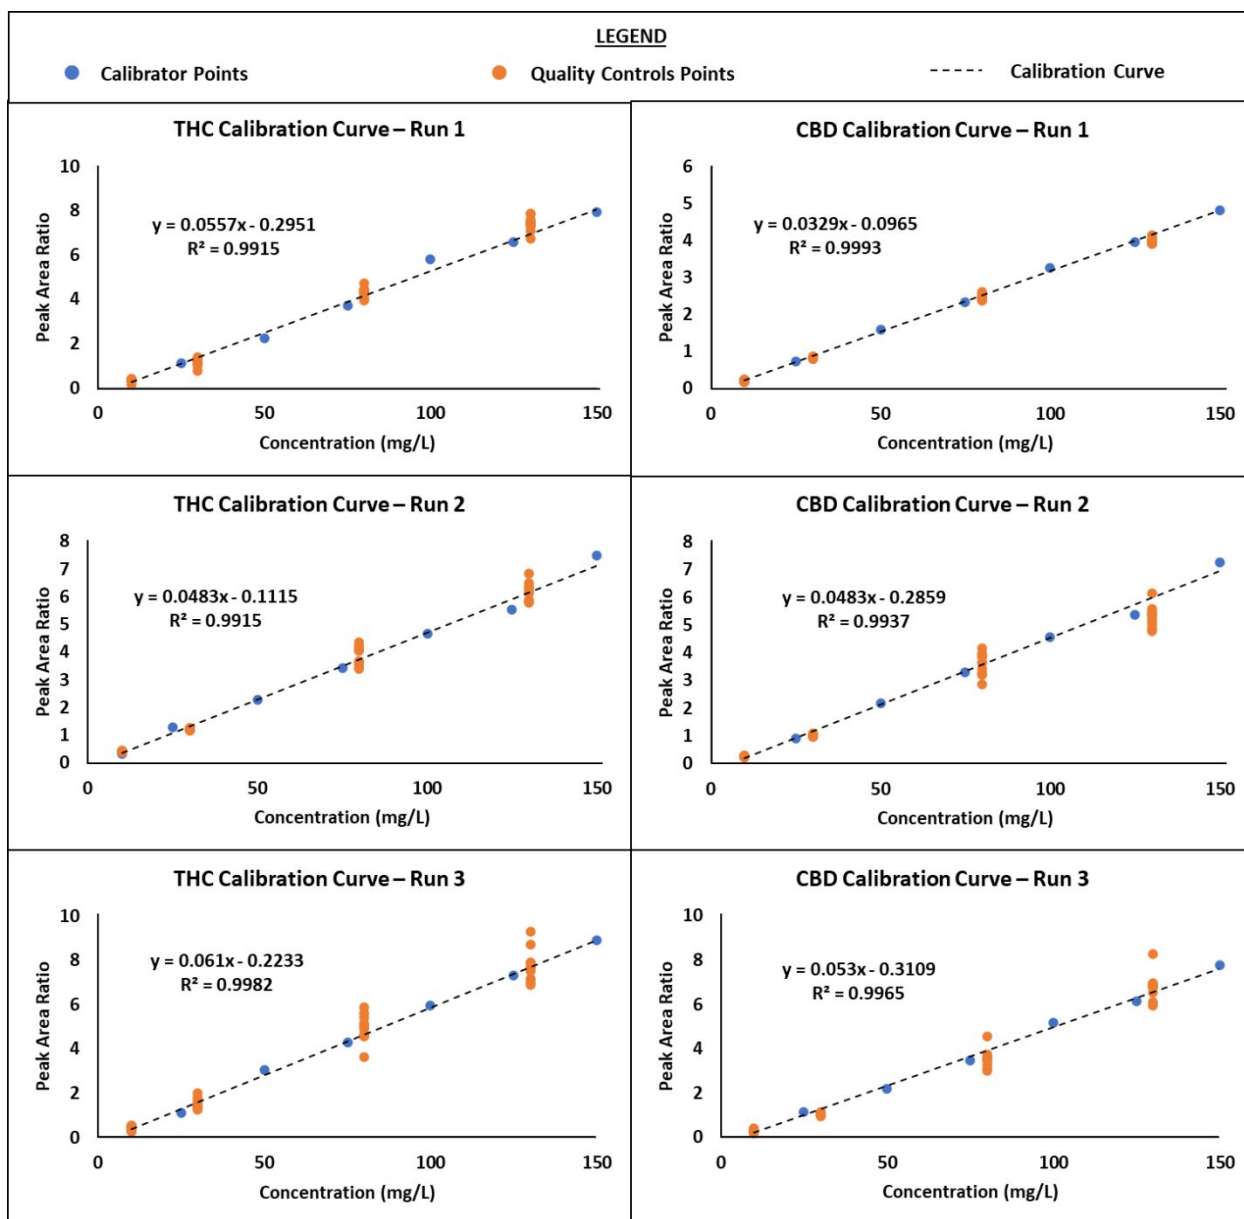 LEGEND
Calibrator Points
Quality Controls Points
Calibration Curve
THC Calibration Curve – Run 1
10
8
6
4
2
0
Peak Area Ratio
y = 0.0557x - 0.2951
R² = 0.9915
0 50 100 150
Concentration (mg/L)
CBD Calibration Curve – Run 1
6
5
4
3
2
1
0
Peak Area Ratio
y = 0.0329x - 0.0965
R² = 0.9993
0 50 100 150
Concentration (mg/L)
THC Calibration Curve – Run 2
8
7
6
5
4
3
2
1
0
Peak Area Ratio
y = 0.0483x - 0.1115
R² = 0.9915
0 50 100 150
Concentration (mg/L)
CBD Calibration Curve – Run 2
8
7
6
5
4
3
2
1
0
Peak Area Ratio
y = 0.0483x - 0.2859
R² = 0.9937
0 50 100 150
Concentration (mg/L)
THC Calibration Curve – Run 3
10
8
6
4
2
0
Peak Area Ratio
y = 0.061x - 0.2233
R² = 0.9982
0 50 100 150
Concentration (mg/L)
CBD Calibration Curve – Run 3
10
8
6
4
2
0
Peak Area Ratio
y = 0.053x - 0.3109
R² = 0.9965
0 50 100 150
Concentration (mg/L)